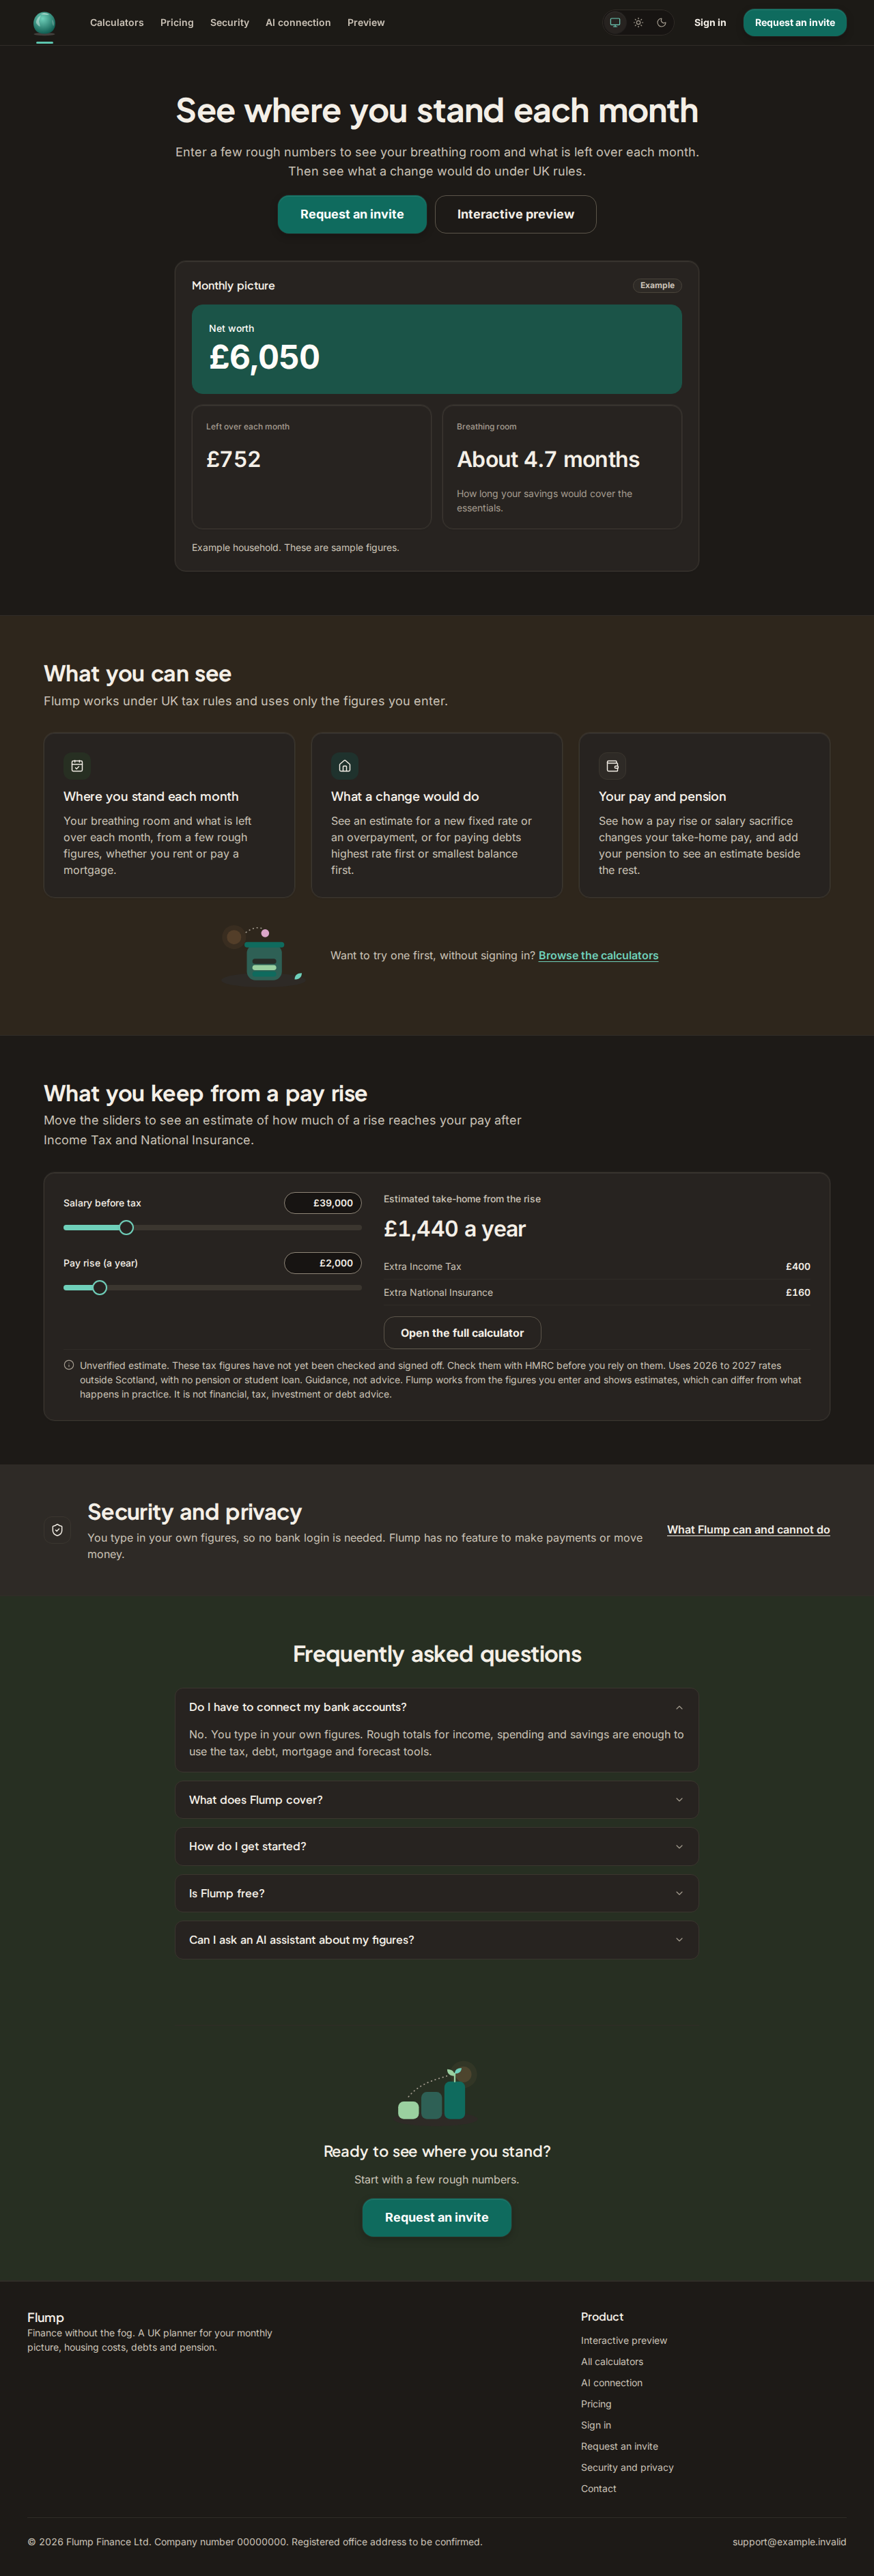 Calculators Pricing Security AI connection Preview Sign in Request an invite
See where you stand each month
Enter a few rough numbers to see your breathing room and what is left over each month.
Then see what a change would do under UK rules.
Request an invite Interactive preview
Monthly picture Example
Net worth
£6,050
Left over each month
£752
Breathing room
About 4.7 months
How long your savings would cover the
essentials.
Example household. These are sample figures.
What you can see
Flump works under UK tax rules and uses only the figures you enter.
Where you stand each month
Your breathing room and what is left
over each month, from a few rough
figures, whether you rent or pay a
mortgage.
What a change would do
See an estimate for a new fixed rate or
an overpayment, or for paying debts
highest rate first or smallest balance
first.
Your pay and pension
See how a pay rise or salary sacrifice
changes your take-home pay, and add
your pension to see an estimate beside
the rest.
Want to try one first, without signing in? Browse the calculators
What you keep from a pay rise
Move the sliders to see an estimate of how much of a rise reaches your pay after
Income Tax and National Insurance.
Salary before tax £39,000
Pay rise (a year) £2,000
Estimated take-home from the rise
£1,440 a year
Extra Income Tax £400
Extra National Insurance £160
Open the full calculator
Unverified estimate. These tax figures have not yet been checked and signed off. Check them with HMRC before you rely on them. Uses 2026 to 2027 rates
outside Scotland, with no pension or student loan. Guidance, not advice. Flump works from the figures you enter and shows estimates, which can differ from what
happens in practice. It is not financial, tax, investment or debt advice.
Security and privacy
You type in your own figures, so no bank login is needed. Flump has no feature to make payments or move
money.
What Flump can and cannot do
Frequently asked questions
Do I have to connect my bank accounts?
No. You type in your own figures. Rough totals for income, spending and savings are enough to
use the tax, debt, mortgage and forecast tools.
What does Flump cover?
How do I get started?
Is Flump free?
Can I ask an AI assistant about my figures?
Ready to see where you stand?
Start with a few rough numbers.
Request an invite
Flump
Finance without the fog. A UK planner for your monthly
picture, housing costs, debts and pension.
Product
Interactive preview
All calculators
AI connection
Pricing
Sign in
Request an invite
Security and privacy
Contact
© 2026 Flump Finance Ltd. Company number 00000000. Registered office address to be confirmed. support@example.invalid